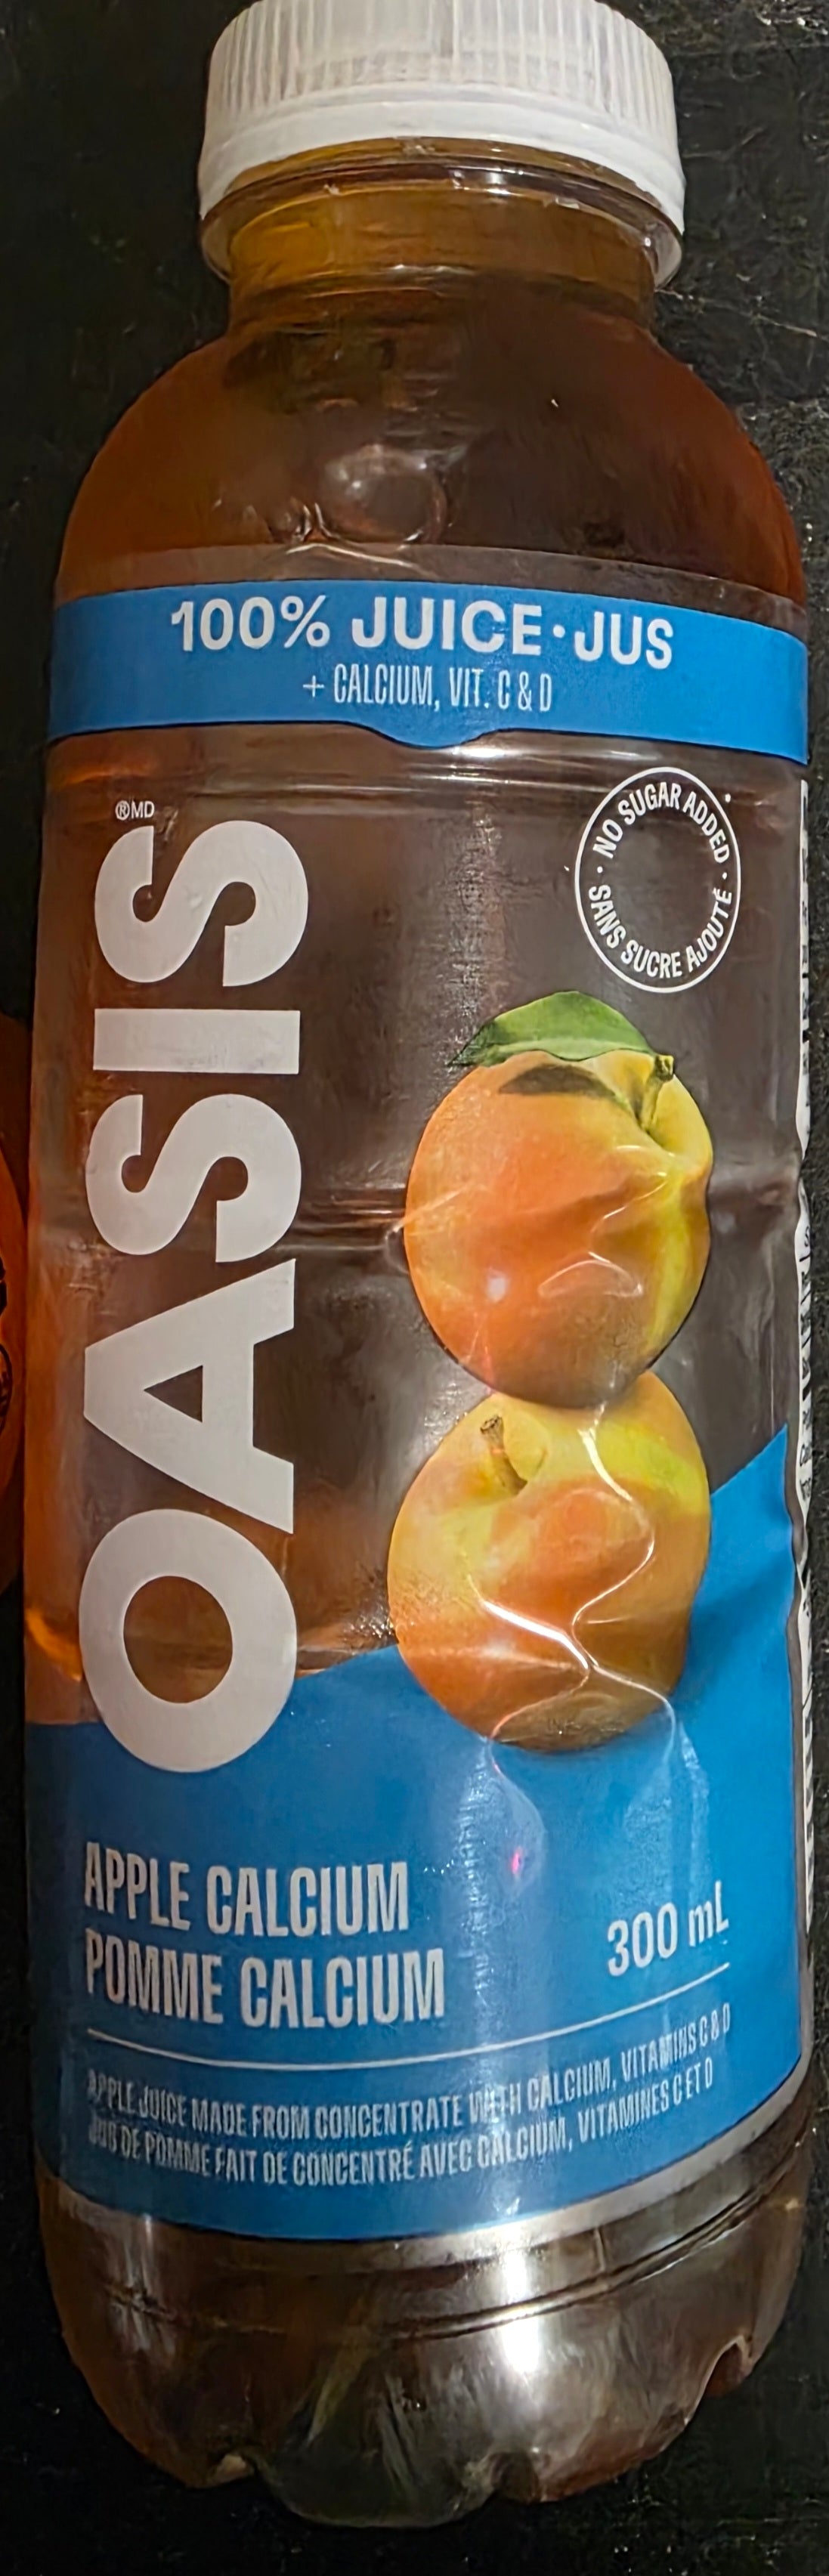 100% JUICE·JUS
+ CALCIUM, VIT. C & D
OASIS ®MD
· NO SUGAR ADDED* ·
SANS SUCRE AJOUTÉ
APPLE CALCIUM
POMME CALCIUM
300 mL
APPLE JUICE MADE FROM CONCENTRATE WITH CALCIUM, VITAMINS C & D
JUS DE POMME FAIT DE CONCENTRÉ AVEC CALCIUM, VITAMINES C ET D